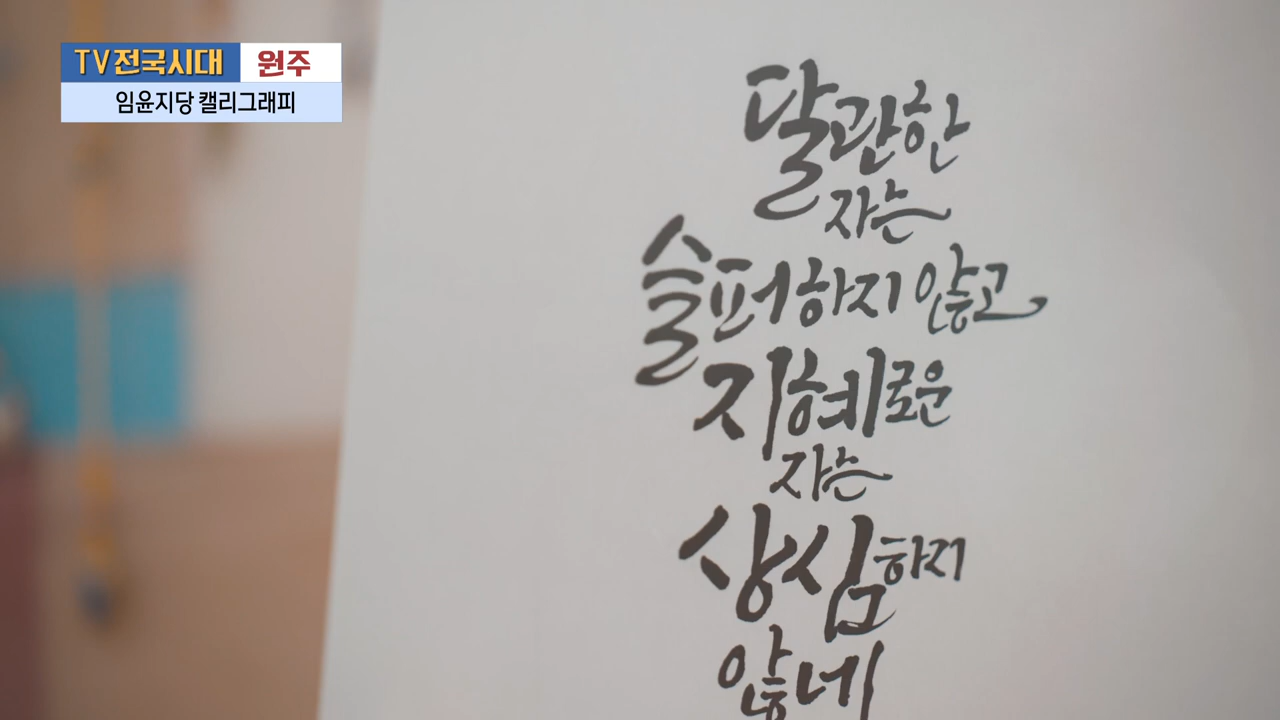 TV전국시대 원주
임윤지당 캘리그래피
달관한
자는
슬퍼하지 않고
지혜로운
자는
상심하지
않네